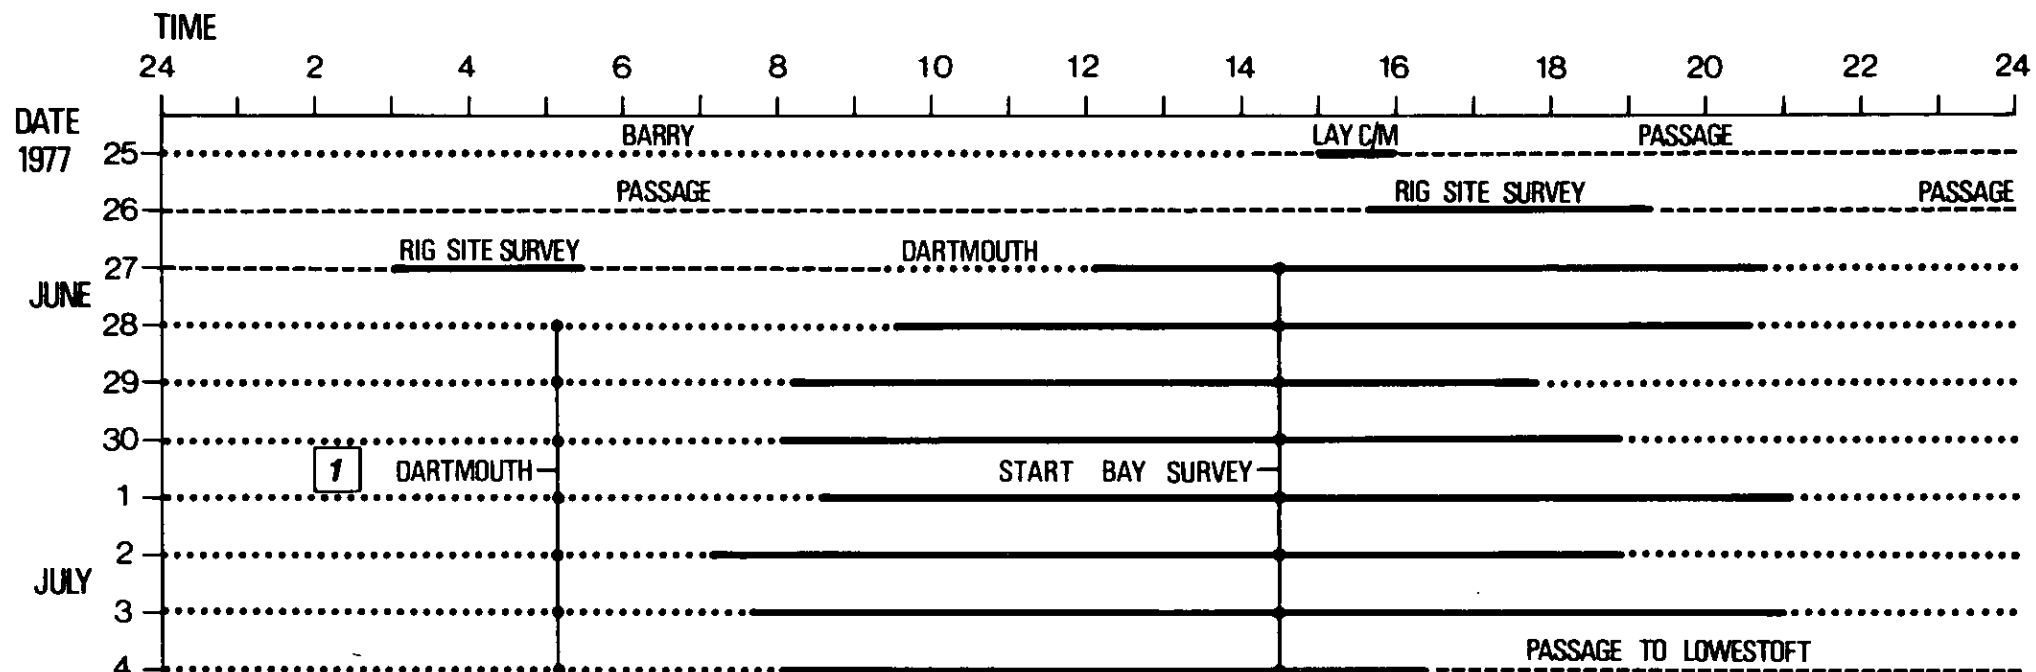 TIME
24 2 4 6 8 10 12 14 16 18 20 22 24
DATE
1977
BARRY LAY C/M PASSAGE
25
PASSAGE RIG SITE SURVEY PASSAGE
26
RIG SITE SURVEY DARTMOUTH
27
JUNE
28
29
30
1 DARTMOUTH START BAY SURVEY
1
2
JULY
3
PASSAGE TO LOWESTOFT
4